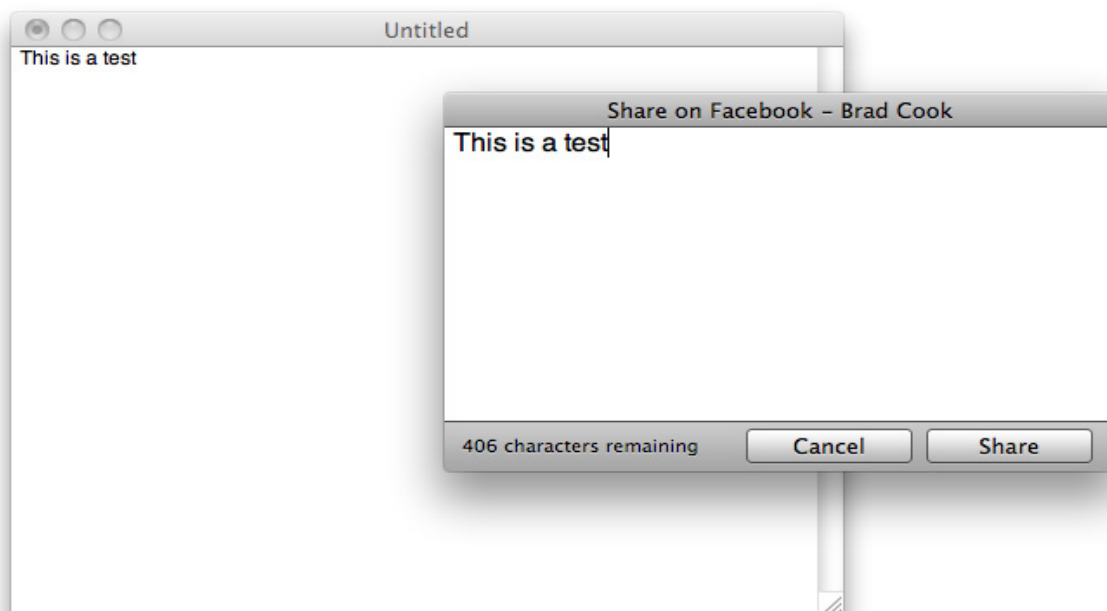 Untitled
This is a test
Share on Facebook – Brad Cook
This is a test
406 characters remaining
Cancel
Share